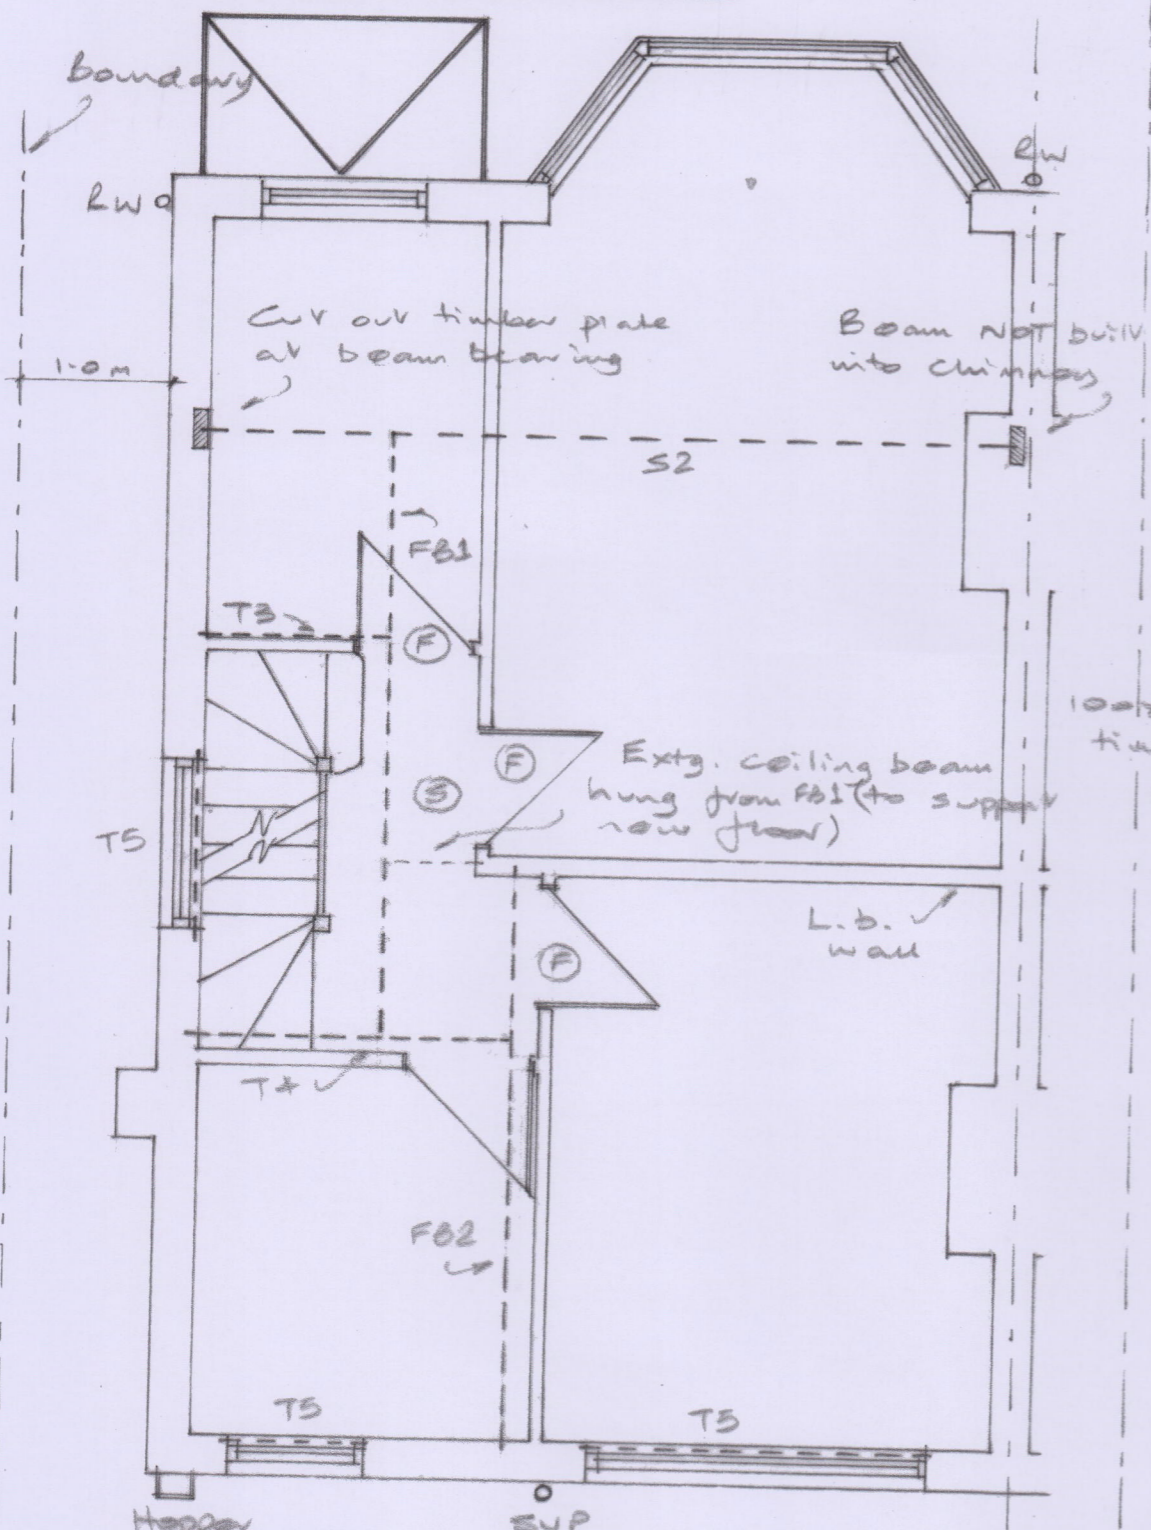 Boundary
RW
RW
1.0m
Cut out timber plate
at beam bearing
Beam NOT built
into chimney
S2
FB1
T3
F
F
S
Extg. ceiling beam
hung from FB1 (to support
new floor)
T5
L.b.
wall
F
T4
FB2
T5
T5
Hopper
SVP